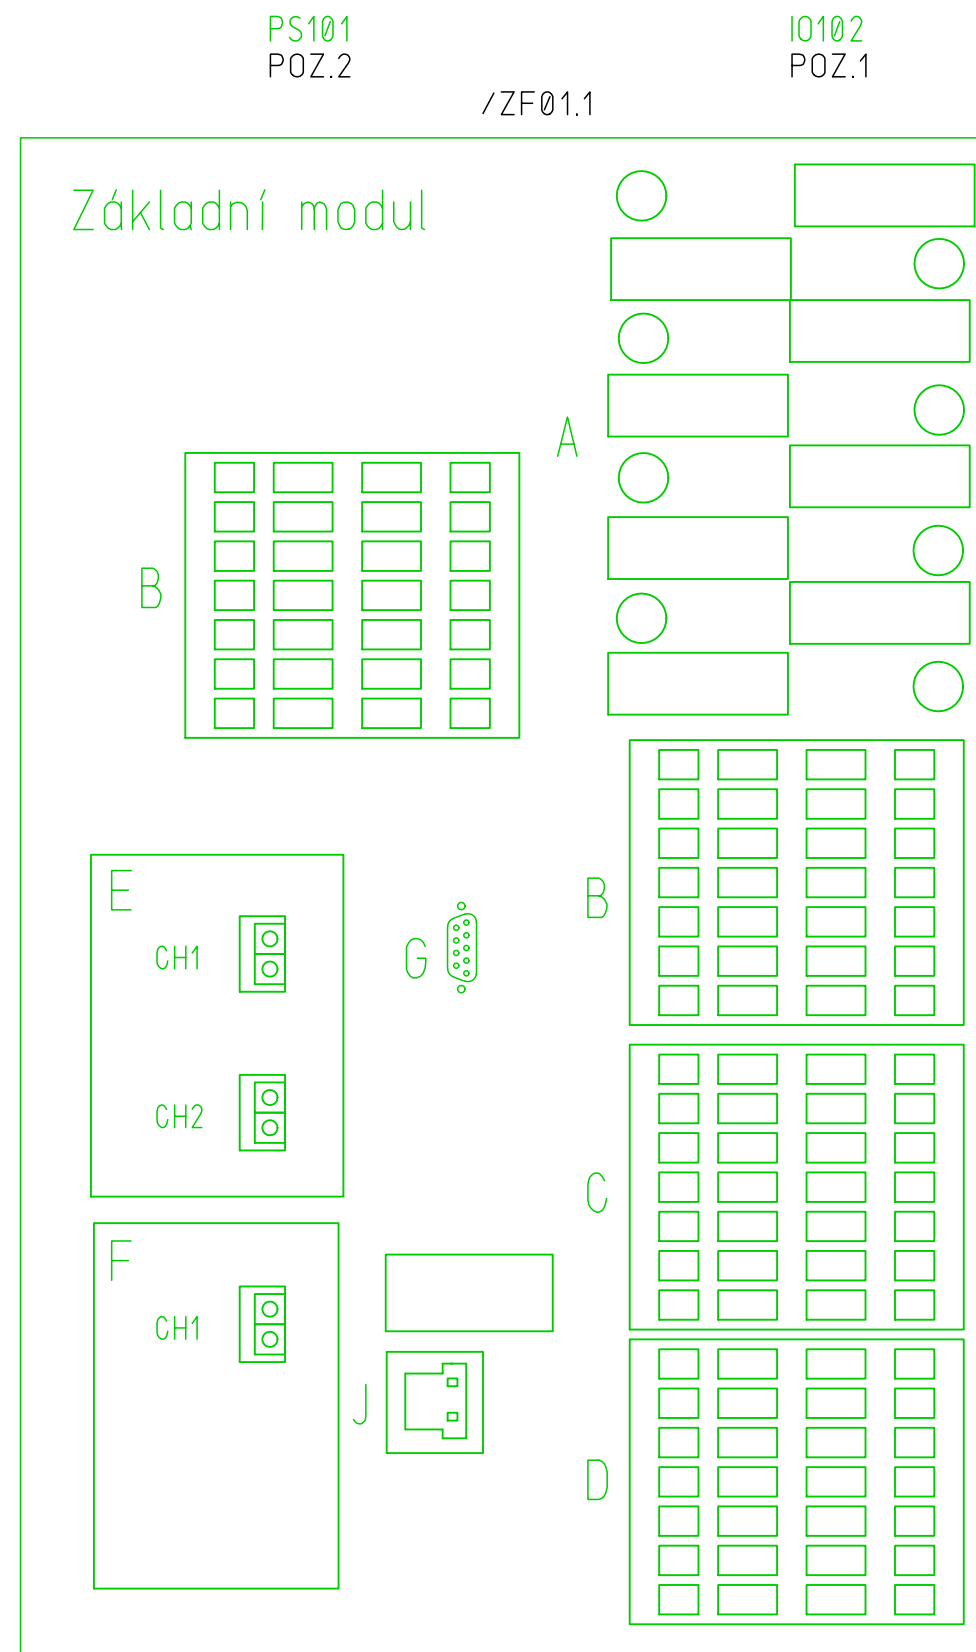 PS101 IO102
POZ.2 POZ.1
/ZF01.1
Základní modul
A
B
E
B
CH1
G
CH2
C
F
CH1
J
D